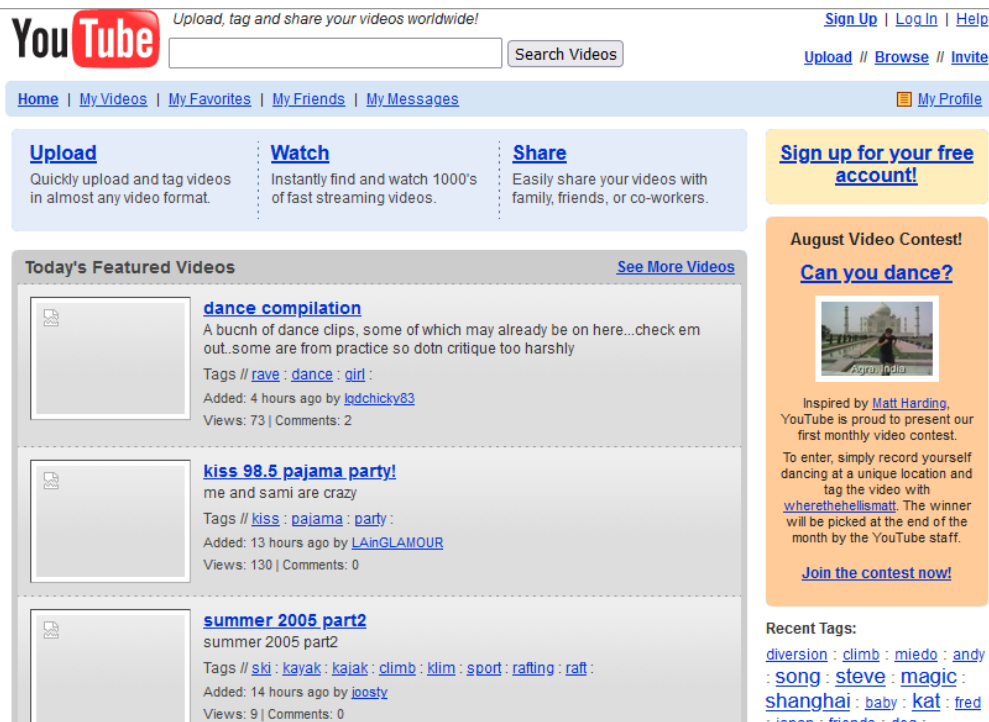 YouTube
Upload, tag and share your videos worldwide!
Search Videos
Sign Up | Log In | Help
Upload // Browse // Invite
Home | My Videos | My Favorites | My Friends | My Messages
My Profile
Upload
Quickly upload and tag videos
in almost any video format.
Watch
Instantly find and watch 1000's
of fast streaming videos.
Share
Easily share your videos with
family, friends, or co-workers.
Today's Featured Videos
See More Videos
dance compilation
A bucnh of dance clips, some of which may already be on here...check em
out..some are from practice so dotn critique too harshly
Tags // rave : dance : girl :
Added: 4 hours ago by lqdchicky83
Views: 73 | Comments: 2
kiss 98.5 pajama party!
me and sami are crazy
Tags // kiss : pajama : party :
Added: 13 hours ago by LAinGLAMOUR
Views: 130 | Comments: 0
summer 2005 part2
summer 2005 part2
Tags // ski : kayak : kajak : climb : klim : sport : rafting : raft :
Added: 14 hours ago by joosty
Views: 9 | Comments: 0
Sign up for your free
account!
August Video Contest!
Can you dance?
Agra, India
Inspired by Matt Harding,
YouTube is proud to present our
first monthly video contest.
To enter, simply record yourself
dancing at a unique location and
tag the video with
wherethehellismatt. The winner
will be picked at the end of the
month by the YouTube staff.
Join the contest now!
Recent Tags:
diversion : climb : miedo : andy
: song : steve : magic :
shanghai : baby : kat : fred
: japan : friends : dog :